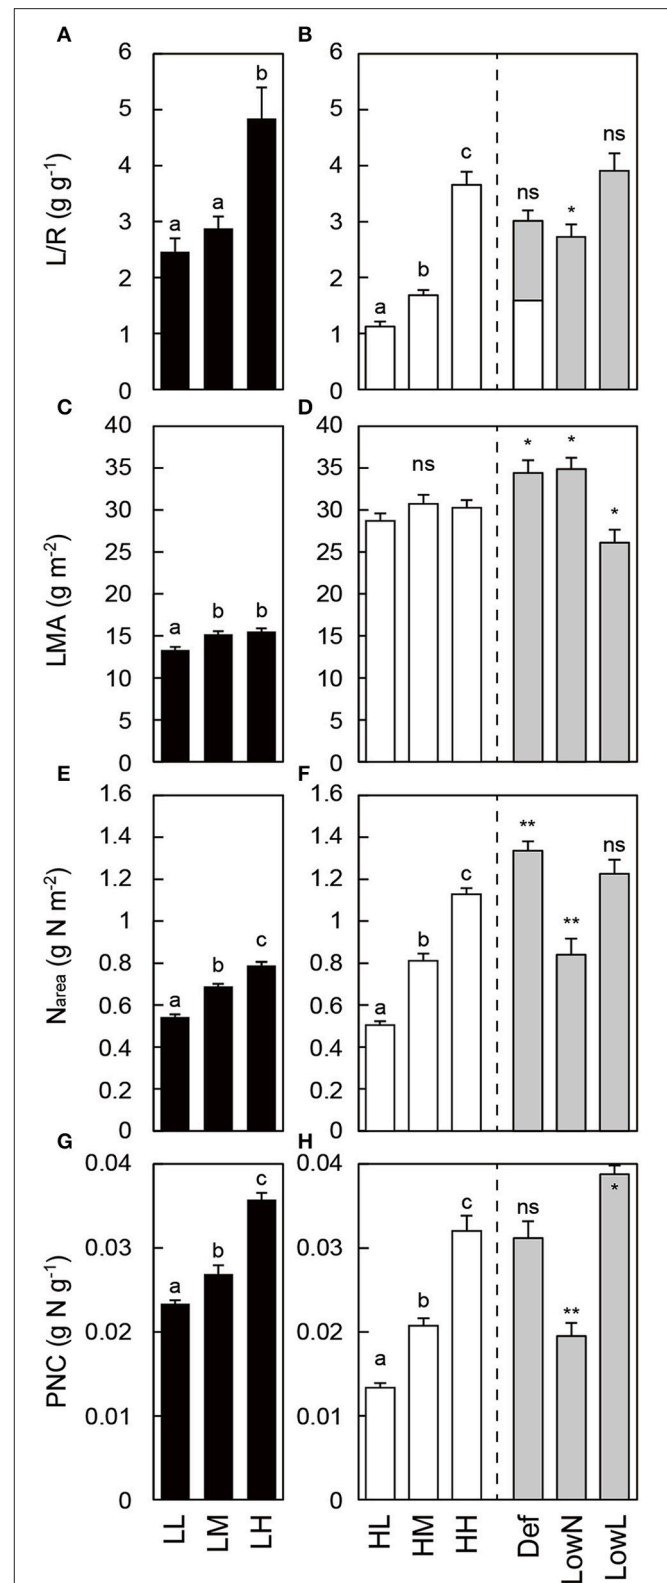 A B
6 6
5 5
4 4
3 3
2 2
1 1
0 0
L/R (g g-1)
a a b
a b c ns * ns
C D
40 40
35 35
30 30
25 25
20 20
15 15
10 10
5 5
0 0
LMA (g m-2)
a b b
ns * * *
E F
1.6 1.6
1.4 1.4
1.2 1.2
1 1
0.8 0.8
0.6 0.6
0.4 0.4
0.2 0.2
0 0
Narea (g N m-2)
a b c
a b c ** ** ns
G H
0.04 0.04
0.03 0.03
0.02 0.02
0.01 0.01
0 0
PNC (g N g-1)
a b c
a b c ns ** *
LL LM LH HL HM HH Def LowN LowL